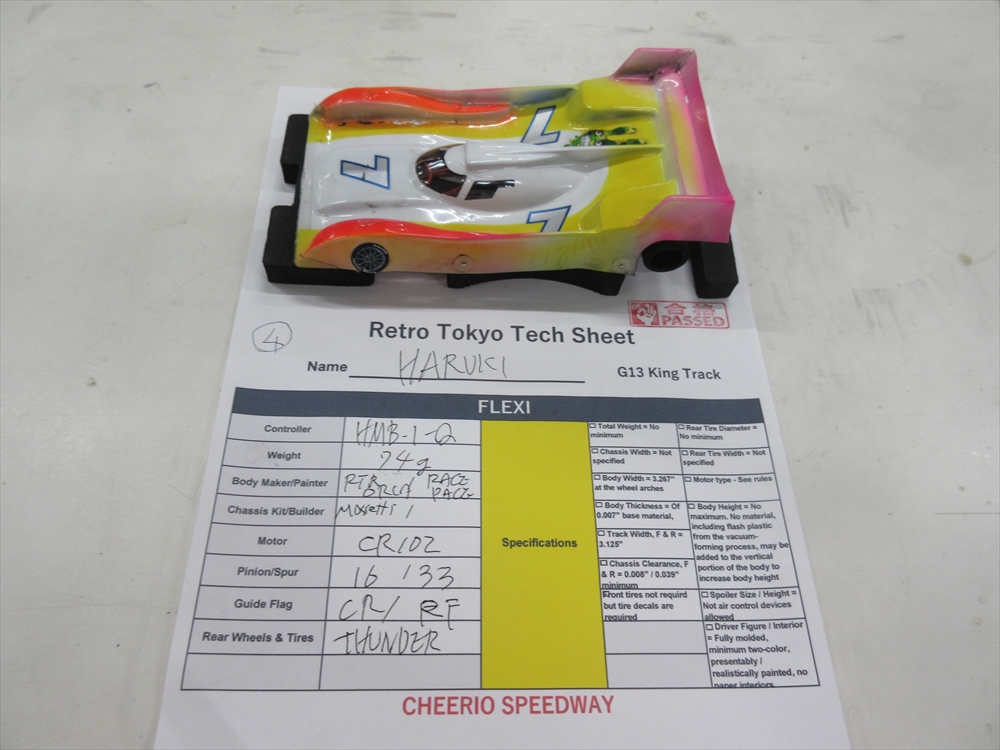 7
7
7
合格
PASSED
4
Retro Tokyo Tech Sheet
Name HARUKI
G13 King Track
FLEXI
Controller HMB-1-Q
Weight 74g
Body Maker/Painter RTR / RACE PACE
Chassis Kit/Builder Mosetti /
Motor CR102
Pinion/Spur 16 / 33
Guide Flag CR / RF
Rear Wheels & Tires THUNDER
Specifications
Total Weight = No
minimum
Chassis Width = Not
specified
Body Width = 3.267"
at the wheel arches
Body Thickness = Of
0.007" base material,
Track Width, F & R =
3.125"
Chassis Clearance, F
& R = 0.008" / 0.039"
minimum
Front tires not requird
but tire decals are
required
Rear Tire Diameter =
No minimum
Rear Tire Width = Not
specified
Motor type - See rules
Body Height = No
maximum. No material,
including flash plastic
from the vacuum-
forming process, may be
added to the vertical
portion of the body to
increase body height
Spoiler Size / Height =
Not air control devices
allowed
Driver Figure / Interior
= Fully molded,
minimum two-color,
presentably /
realistically painted, no
paper interiors
CHEERIO SPEEDWAY